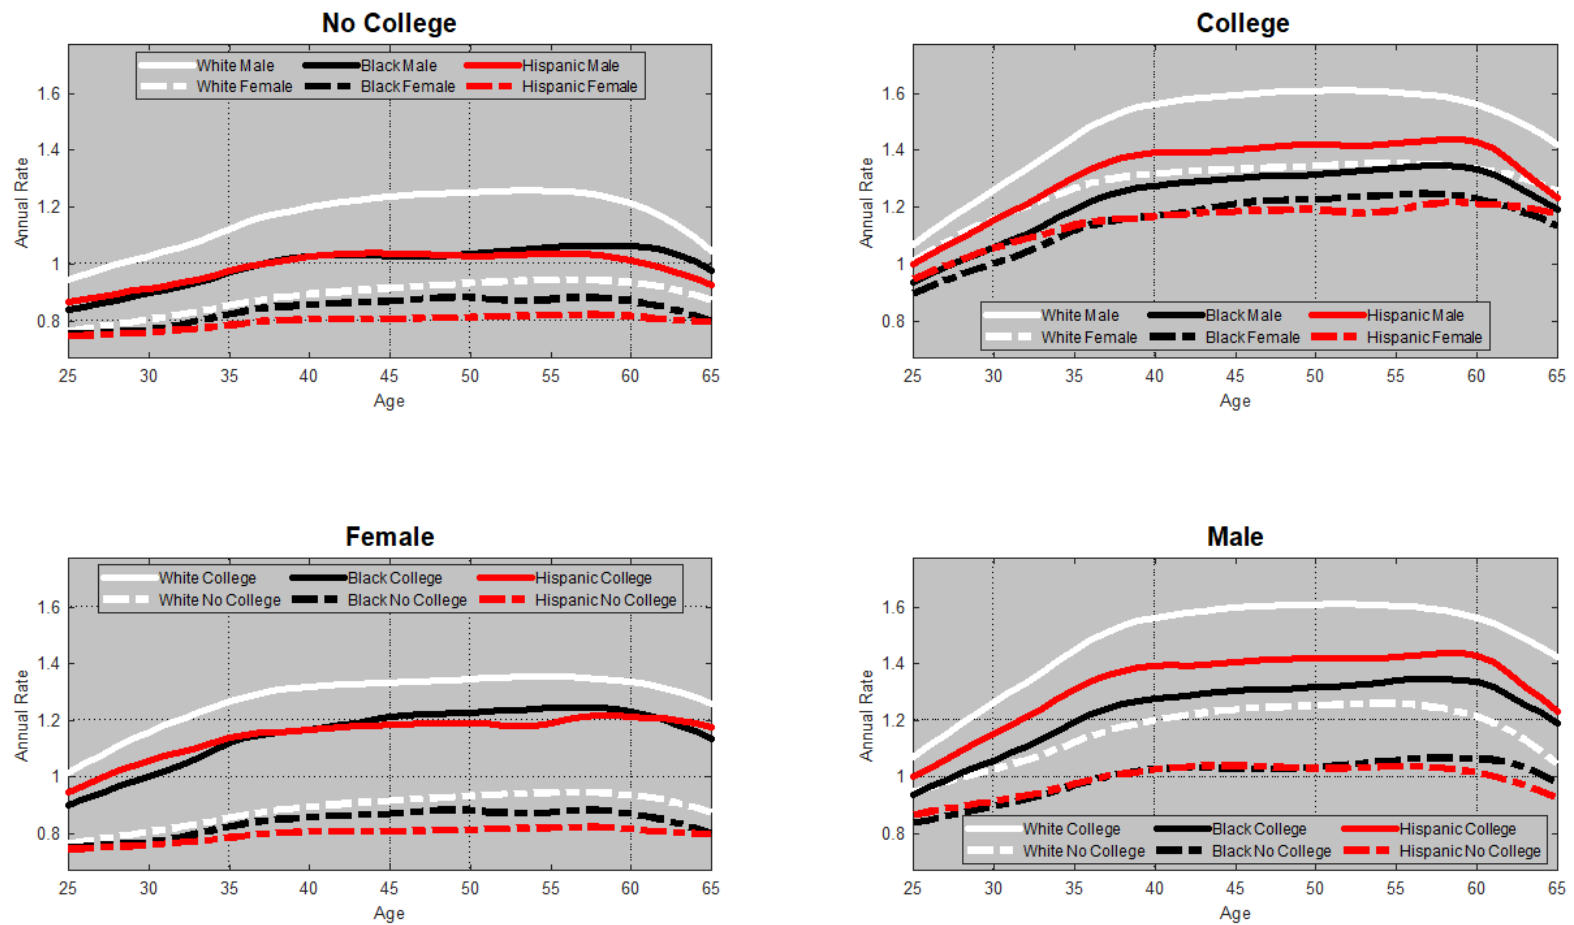 No College
White Male Black Male Hispanic Male
White Female Black Female Hispanic Female
1.6
1.4
1.2
1
0.8
Annual Rate
25 30 35 40 45 50 55 60 65
Age
College
1.6
1.4
1.2
1
0.8
Annual Rate
White Male Black Male Hispanic Male
White Female Black Female Hispanic Female
25 30 35 40 45 50 55 60 65
Age
Female
White College Black College Hispanic College
White No College Black No College Hispanic No College
1.6
1.4
1.2
1
0.8
Annual Rate
25 30 35 40 45 50 55 60 65
Age
Male
1.6
1.4
1.2
1
0.8
Annual Rate
White College Black College Hispanic College
White No College Black No College Hispanic No College
25 30 35 40 45 50 55 60 65
Age